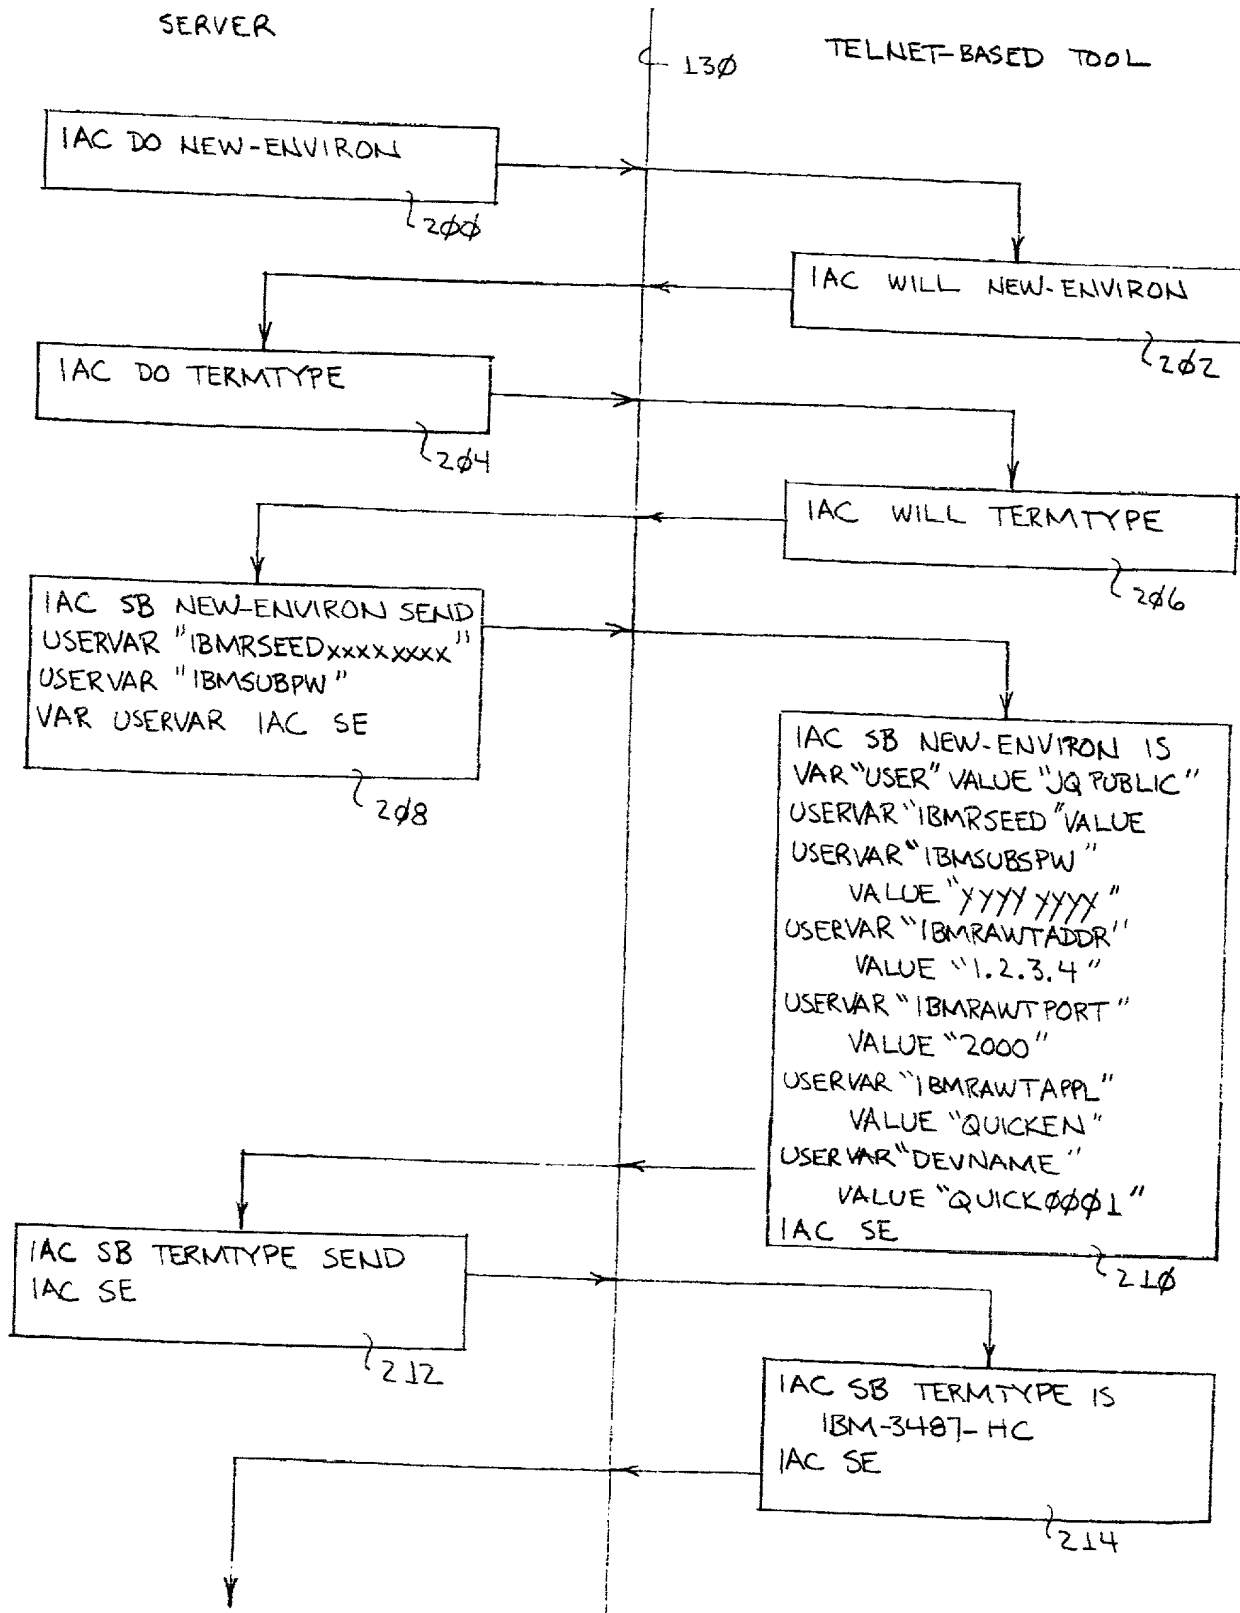 SERVER
130
TELNET-BASED TOOL
IAC DO NEW-ENVIRON
200
IAC WILL NEW-ENVIRON
202
IAC DO TERMTYPE
204
IAC WILL TERMTYPE
206
IAC SB NEW-ENVIRON SEND
USERVAR "IBMRSEEDxxxxxxxx"
USERVAR "IBMSUBPW"
VAR USERVAR IAC SE
208
IAC SB NEW-ENVIRON IS
VAR "USER" VALUE "JQ PUBLIC"
USERVAR "IBMRSEED" VALUE
USERVAR "IBMSUBSPW"
VALUE "YYYYYYYY"
USERVAR "IBMRAWTADDR"
VALUE "1.2.3.4"
USERVAR "IBMRAWTPORT"
VALUE "2000"
USERVAR "IBMRAWTAPPL"
VALUE "QUICKEN"
USERVAR "DEVNAME"
VALUE "QUICK0001"
IAC SE
210
IAC SB TERMTYPE SEND
IAC SE
212
IAC SB TERMTYPE IS
IBM-3487-HC
IAC SE
214